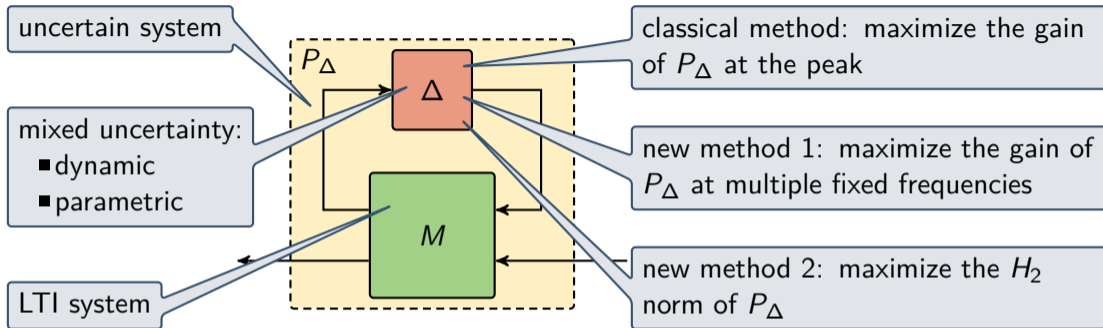 uncertain system
mixed uncertainty:
■ dynamic
■ parametric
LTI system
P_Δ
Δ
M
classical method: maximize the gain
of P_Δ at the peak
new method 1: maximize the gain of
P_Δ at multiple fixed frequencies
new method 2: maximize the H_2
norm of P_Δ